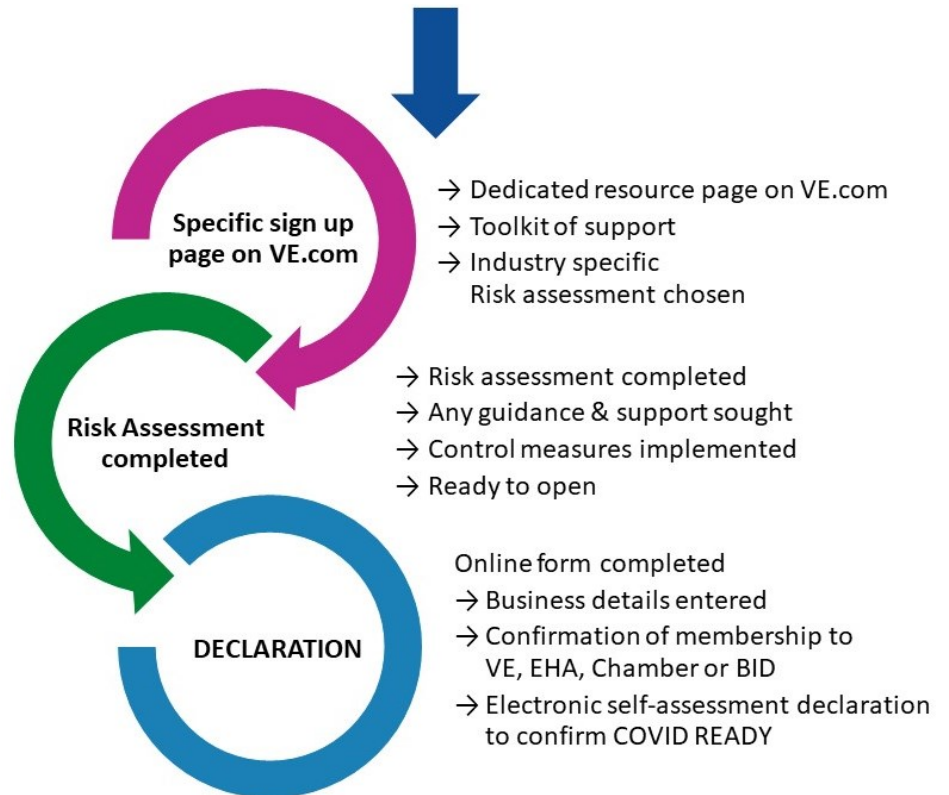 Specific sign up
page on VE.com
→ Dedicated resource page on VE.com
→ Toolkit of support
→ Industry specific
Risk assessment chosen
Risk Assessment
completed
→ Risk assessment completed
→ Any guidance & support sought
→ Control measures implemented
→ Ready to open
DECLARATION
Online form completed
→ Business details entered
→ Confirmation of membership to
VE, EHA, Chamber or BID
→ Electronic self-assessment declaration
to confirm COVID READY